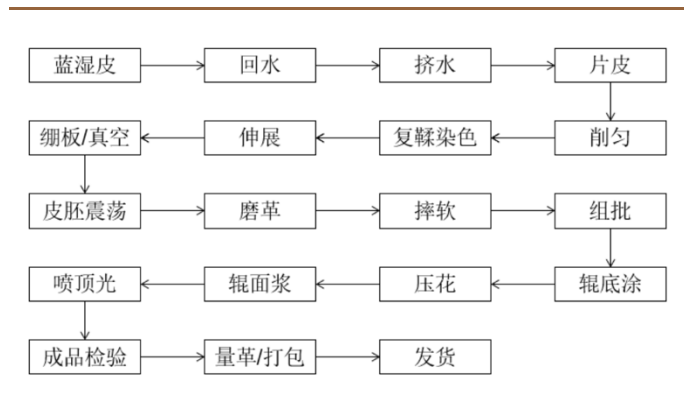 蓝湿皮 回水 挤水 片皮
绷板/真空 伸展 复鞣染色 削匀
皮胚震荡 磨革 摔软 组批
喷顶光 辊面浆 压花 辊底涂
成品检验 量革/打包 发货